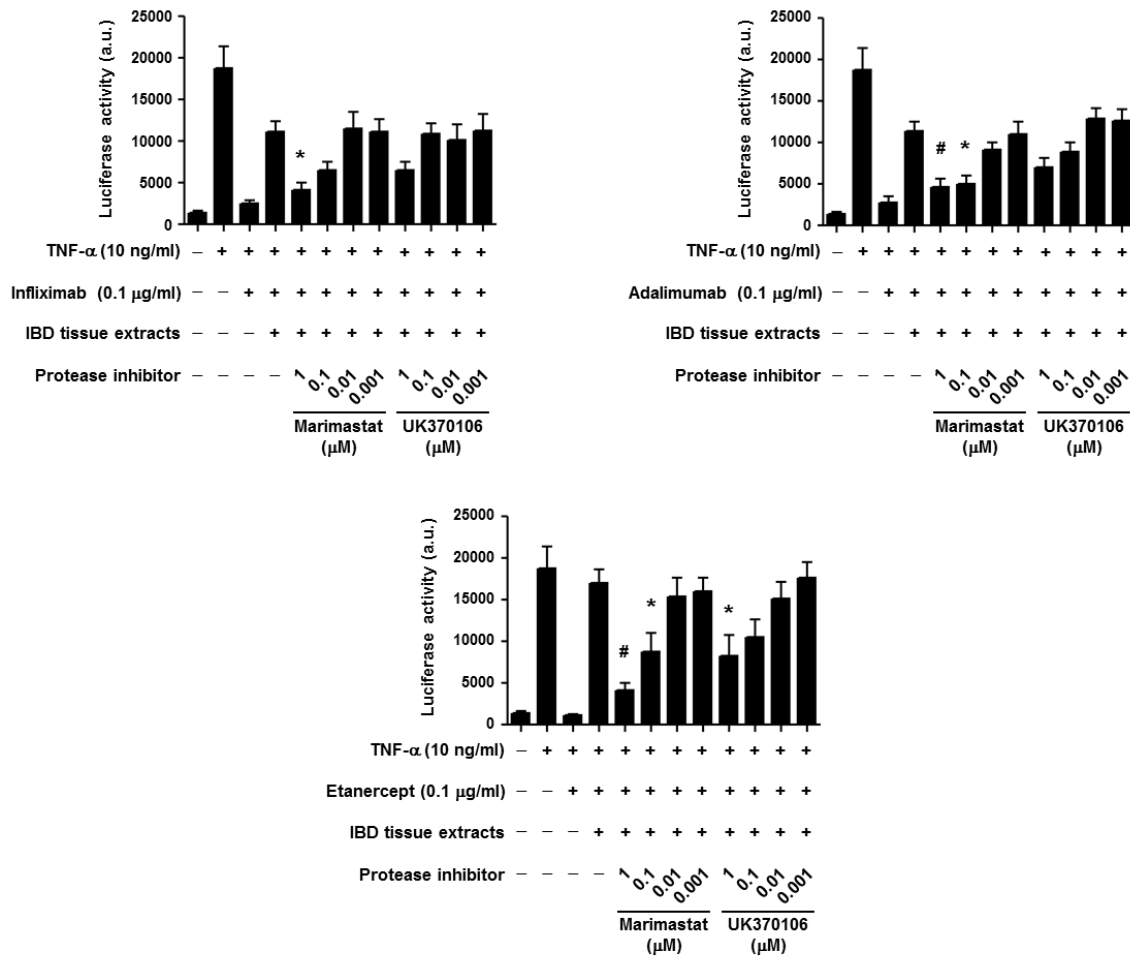 Luciferase activity (a.u.)
25000
20000
15000
10000
5000
0
*
TNF-α (10 ng/ml) – + + + + + + + + + + +
Infliximab (0.1 μg/ml) – – + + + + + + + + + +
IBD tissue extracts – – – + + + + + + + + +
Protease inhibitor – – – – 1 0.1 0.01 0.001 1 0.1 0.01 0.001
Marimastat UK370106
(μM) (μM)
Luciferase activity (a.u.)
25000
20000
15000
10000
5000
0
# *
TNF-α (10 ng/ml) – + + + + + + + + + + +
Adalimumab (0.1 μg/ml) – – + + + + + + + + + +
IBD tissue extracts – – – + + + + + + + + +
Protease inhibitor – – – – 1 0.1 0.01 0.001 1 0.1 0.01 0.001
Marimastat UK370106
(μM) (μM)
Luciferase activity (a.u.)
25000
20000
15000
10000
5000
0
# * *
TNF-α (10 ng/ml) – + + + + + + + + + + +
Etanercept (0.1 μg/ml) – – + + + + + + + + + +
IBD tissue extracts – – – + + + + + + + + +
Protease inhibitor – – – – 1 0.1 0.01 0.001 1 0.1 0.01 0.001
Marimastat UK370106
(μM) (μM)